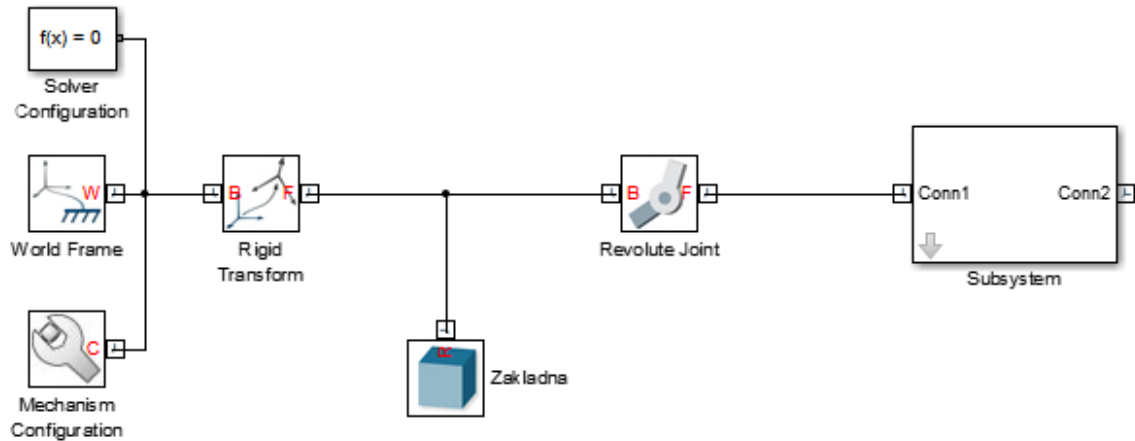 f(x) = 0
Solver
Configuration
W
World Frame
B
F
Rigid
Transform
B
F
Revolute Joint
Conn1
Conn2
Subsystem
C
Mechanism
Configuration
R
Zakladna